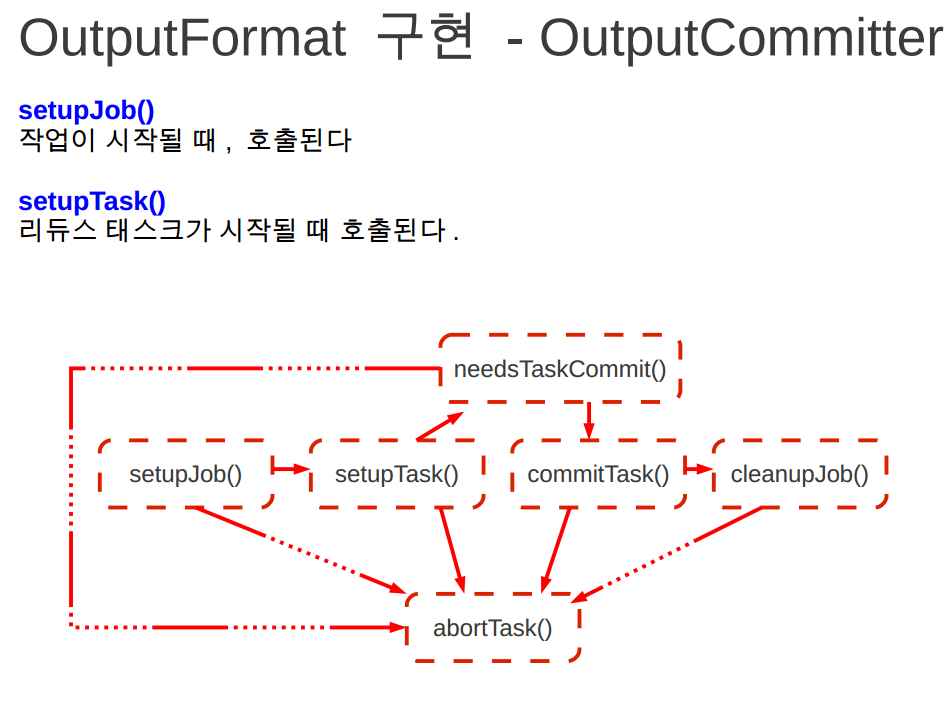 OutputFormat 구현 - OutputCommitter
setupJob()
작업이 시작될 때 , 호출된다
setupTask()
리듀스 태스크가 시작될 때 호출된다 .
needsTaskCommit()
setupJob() setupTask() commitTask() cleanupJob()
abortTask()